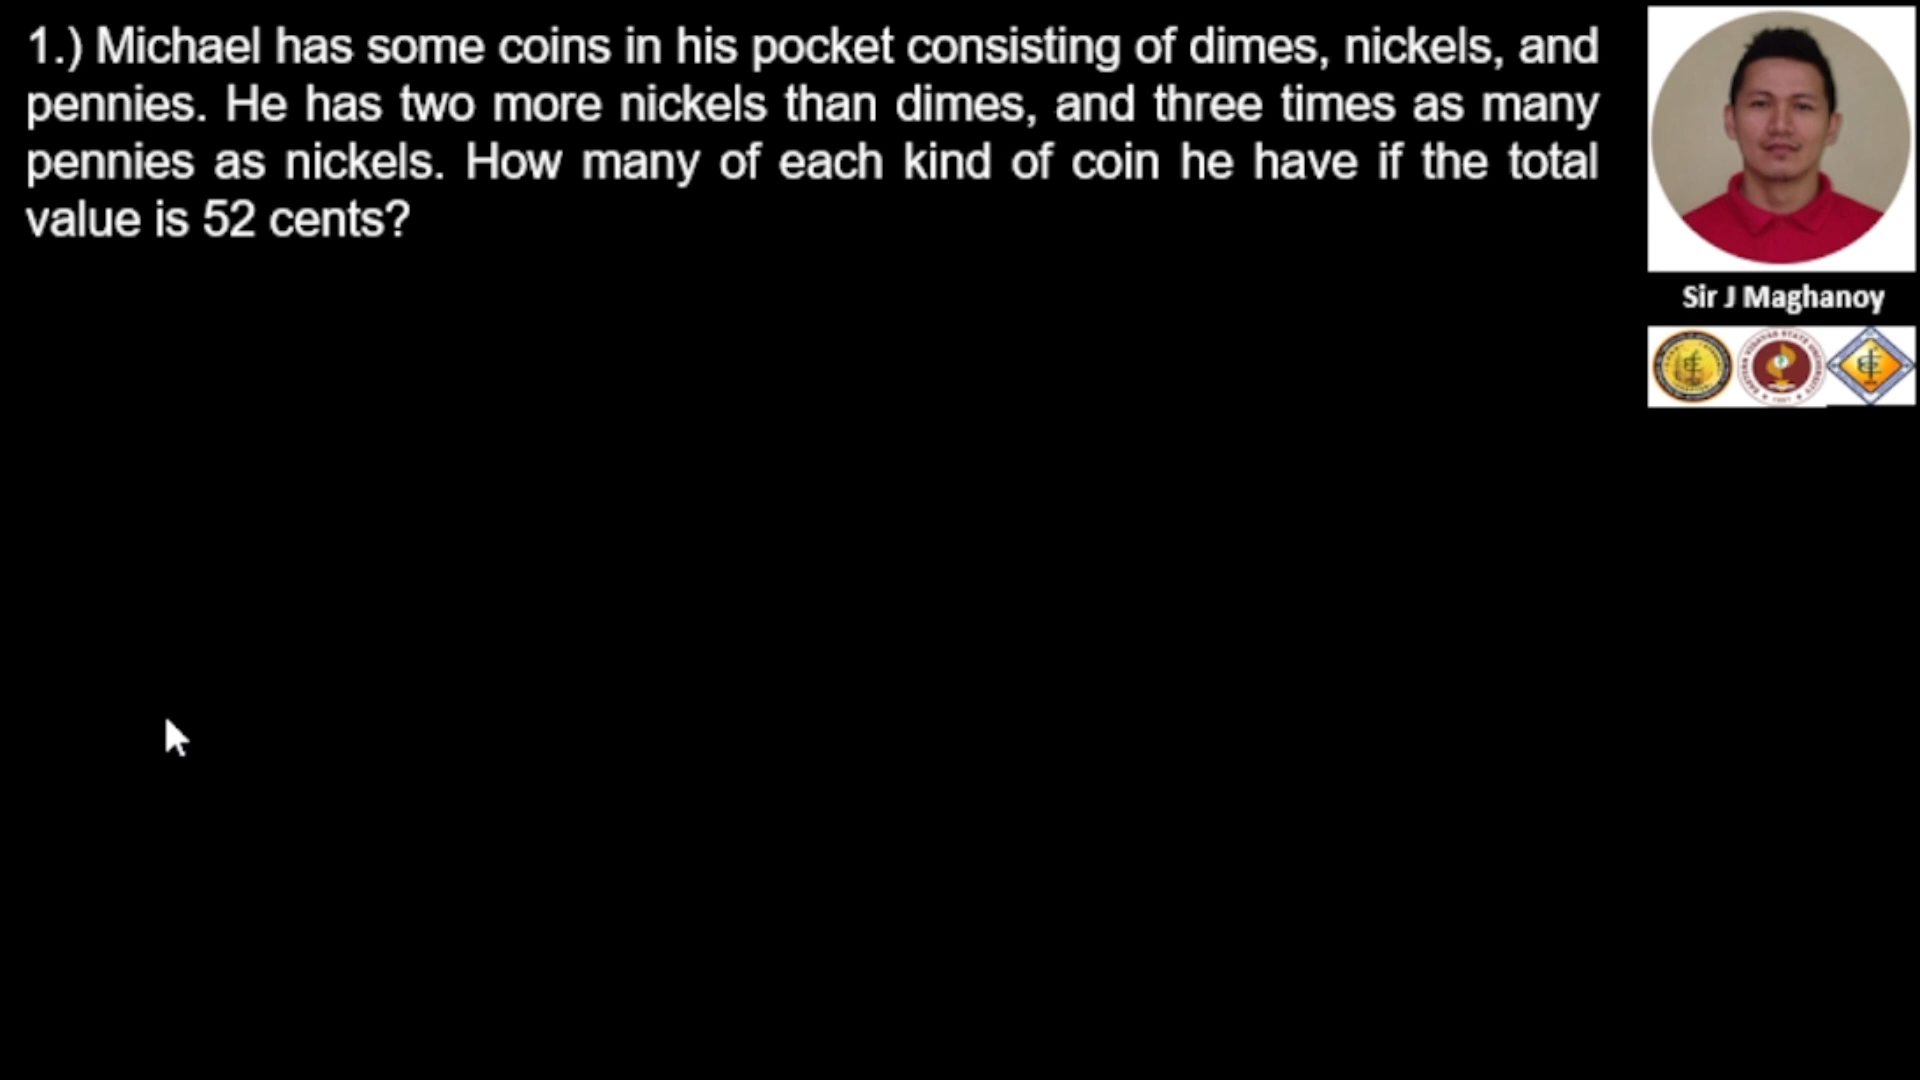 1.) Michael has some coins in his pocket consisting of dimes, nickels, and
pennies. He has two more nickels than dimes, and three times as many
pennies as nickels. How many of each kind of coin he have if the total
value is 52 cents?
Sir J Maghanoy